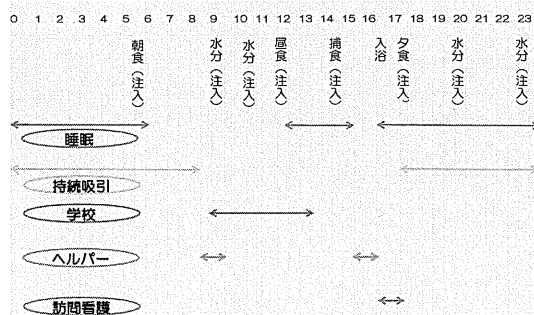 0 1 2 3 4 5 6 7 8 9 10 11 12 13 14 15 16 17 18 19 20 21 22 23
朝食(注入)
水分(注入)
水分(注入)
昼食(注入)
捕食(注入)
入浴
夕食(注入)
水分(注入)
水分(注入)
睡眠
持続吸引
学校
ヘルパー
訪問看護